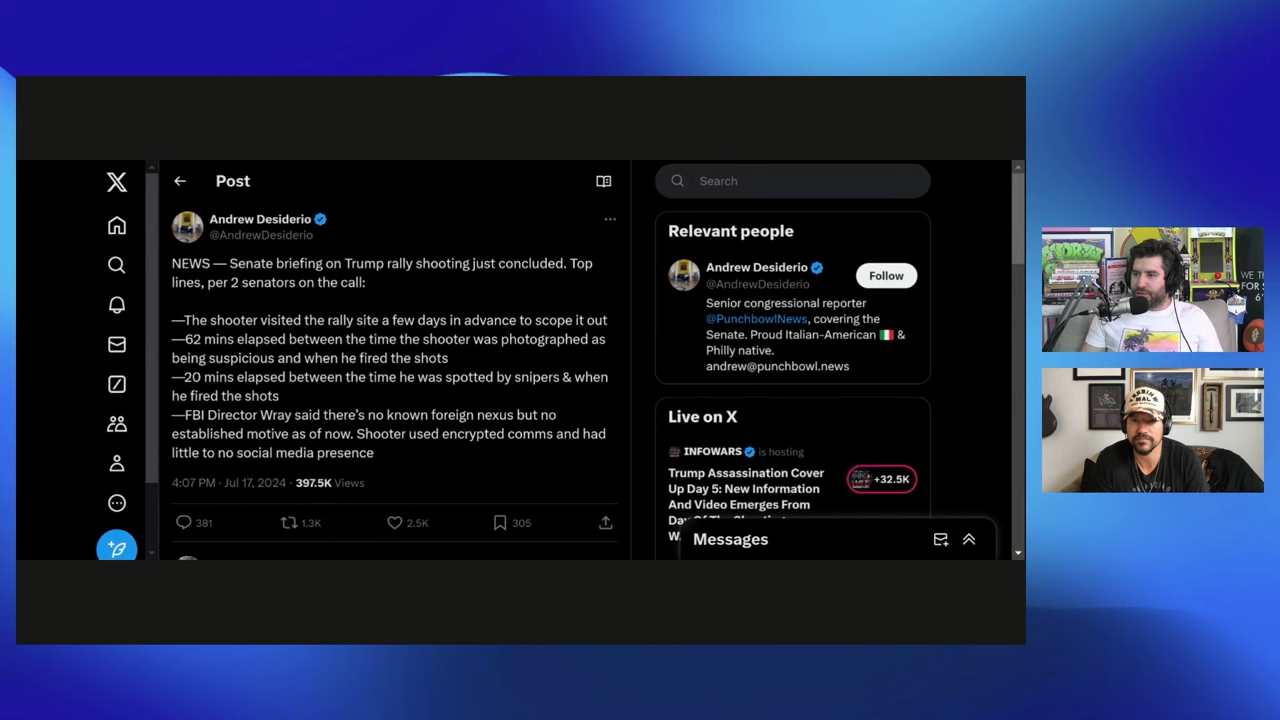 Post
Andrew Desiderio
@AndrewDesiderio
NEWS — Senate briefing on Trump rally shooting just concluded. Top
lines, per 2 senators on the call:
—The shooter visited the rally site a few days in advance to scope it out
—62 mins elapsed between the time the shooter was photographed as
being suspicious and when he fired the shots
—20 mins elapsed between the time he was spotted by snipers & when
he fired the shots
—FBI Director Wray said there's no known foreign nexus but no
established motive as of now. Shooter used encrypted comms and had
little to no social media presence
4:07 PM · Jul 17, 2024 · 397.5K Views
381 1.3K 2.5K 305
Search
Relevant people
Andrew Desiderio
@AndrewDesiderio
Follow
Senior congressional reporter
@PunchbowlNews, covering the
Senate. Proud Italian-American 🇮🇹 &
Philly native.
andrew@punchbowl.news
Live on X
INFOWARS is hosting
Trump Assassination Cover
Up Day 5: New Information
And Video Emerges From
+32.5K
Messages
WE TH
FOR S
6'